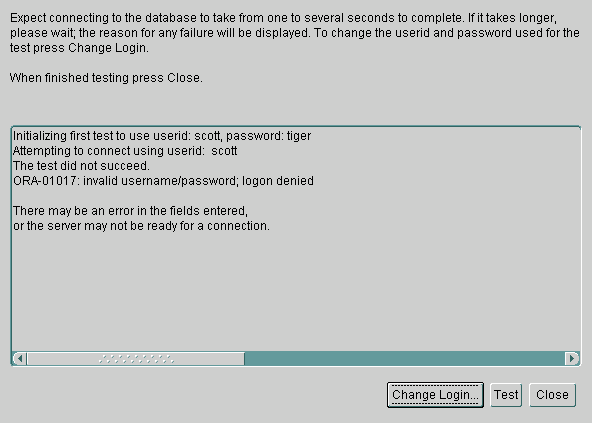 Expect connecting to the database to take from one to several seconds to complete. If it takes longer,
please wait; the reason for any failure will be displayed. To change the userid and password used for the
test press Change Login.
When finished testing press Close.
Initializing first test to use userid: scott, password: tiger
Attempting to connect using userid:  scott
The test did not succeed.
ORA-01017: invalid username/password; logon denied
There may be an error in the fields entered,
or the server may not be ready for a connection.
Change Login... Test Close